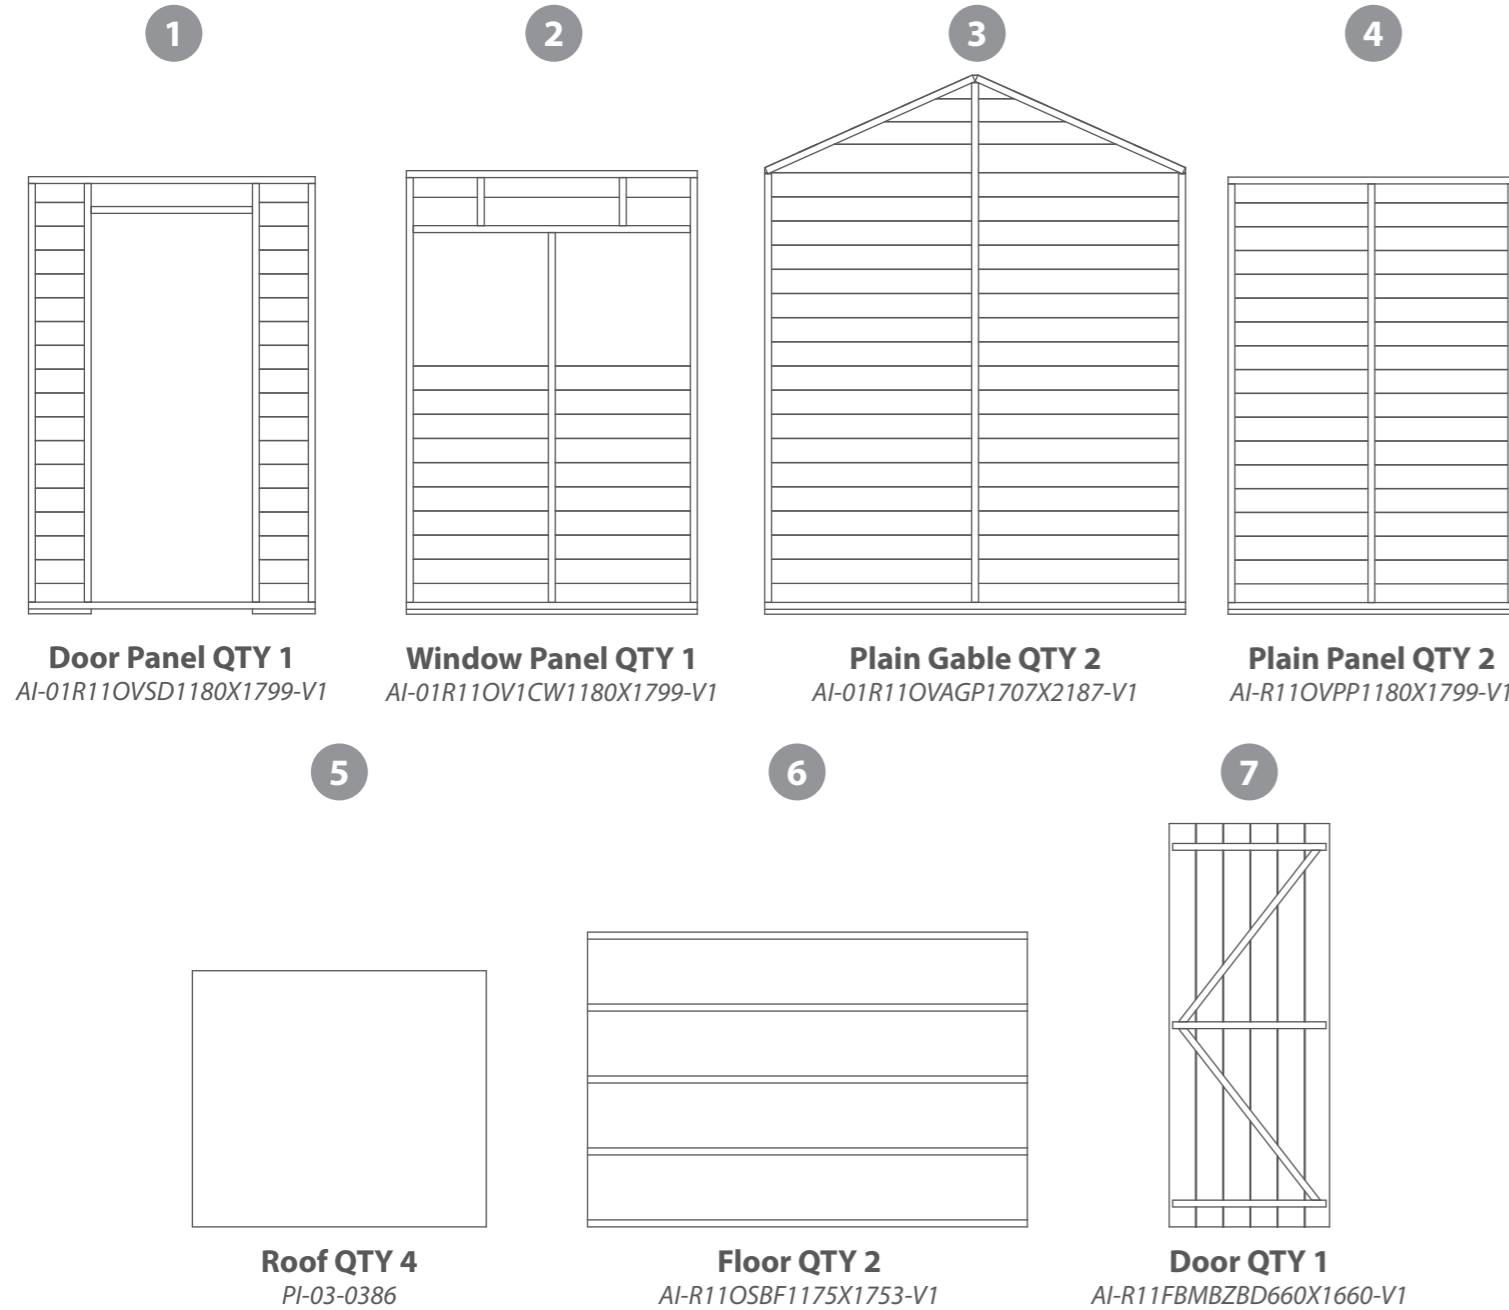 1
2
3
4
Door Panel QTY 1
AI-01R11OVSD1180X1799-V1
Window Panel QTY 1
AI-01R11OV1CW1180X1799-V1
Plain Gable QTY 2
AI-01R11OVAGP1707X2187-V1
Plain Panel QTY 2
AI-R11OVPP1180X1799-V1
5
6
7
Roof QTY 4
PI-03-0386
Floor QTY 2
AI-R11OSBF1175X1753-V1
Door QTY 1
AI-R11FBMBZBD660X1660-V1